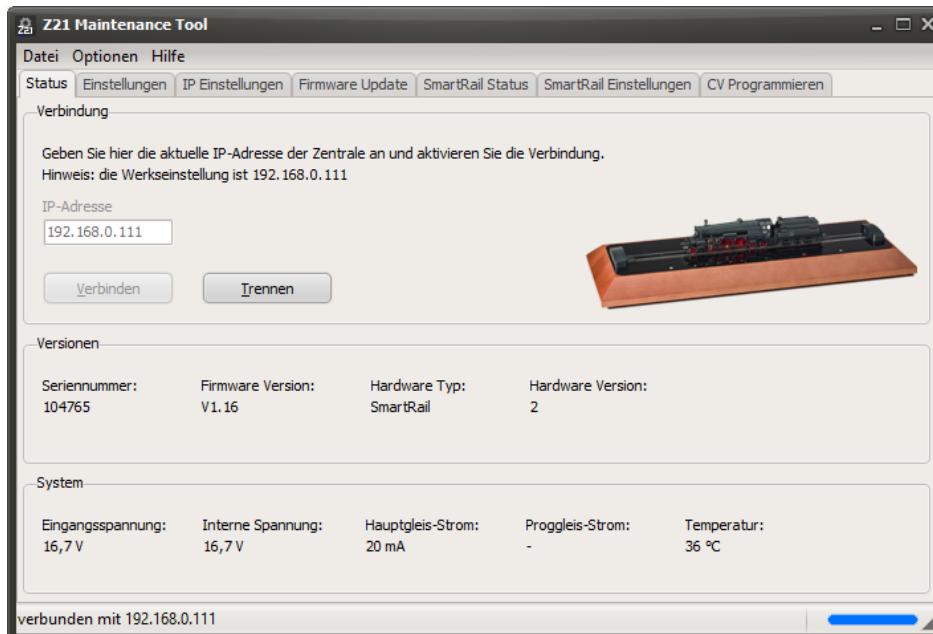 Z21 Maintenance Tool
Datei Optionen Hilfe
Status Einstellungen IP Einstellungen Firmware Update SmartRail Status SmartRail Einstellungen CV Programmieren
Verbindung
Geben Sie hier die aktuelle IP-Adresse der Zentrale an und aktivieren Sie die Verbindung.
Hinweis: die Werkseinstellung ist 192.168.0.111
IP-Adresse
192.168.0.111
Verbinden Trennen
Versionen
Seriennummer: Firmware Version: Hardware Typ: Hardware Version:
104765 V1.16 SmartRail 2
System
Eingangsspannung: Interne Spannung: Hauptgleis-Strom: Proggleis-Strom: Temperatur:
16,7 V 16,7 V 20 mA - 36 °C
verbunden mit 192.168.0.111